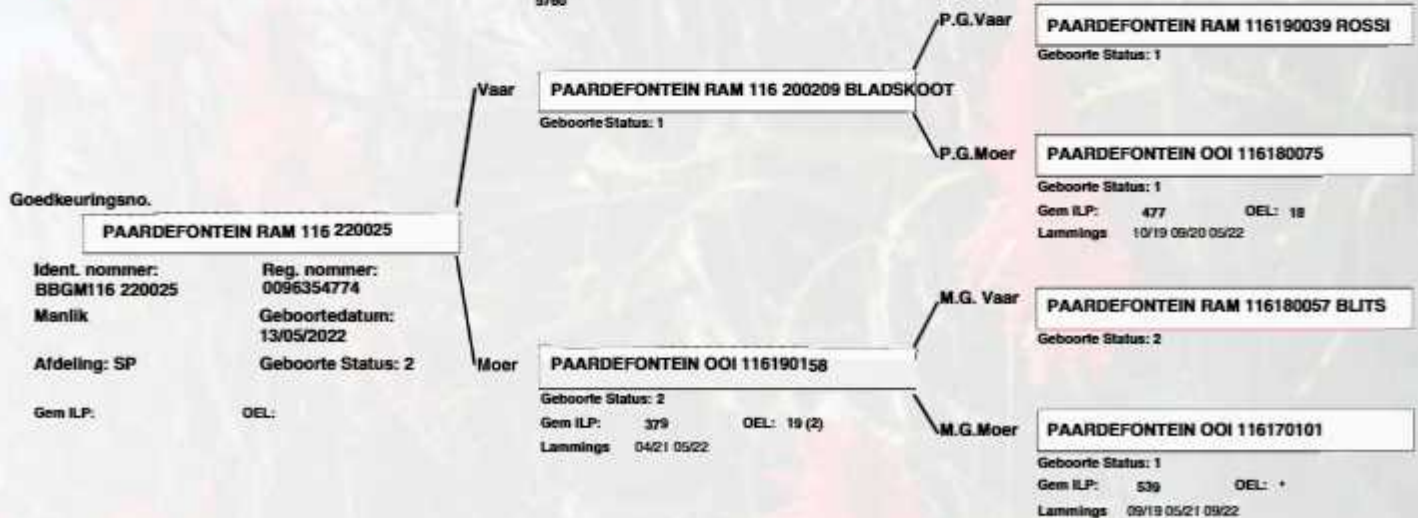 P.G.Vaar
PAARDEFONTEIN RAM 116190039 ROSSI
Geboorte Status: 1
Vaar
PAARDEFONTEIN RAM 116 200209 BLADSKOOT
Geboorte Status: 1
P.G.Moer
PAARDEFONTEIN OOI 116180075
Geboorte Status: 1
Gem ILP: 477 OEL: 18
Lammings 10/19 09/20 05/22
Goedkeuringsno.
PAARDEFONTEIN RAM 116 220025
Ident. nommer: Reg. nommer:
BBGM116 220025 0096354774
Manlik Geboortedatum:
13/05/2022
Afdeling: SP Geboorte Status: 2
Gem ILP: OEL:
M.G. Vaar
PAARDEFONTEIN RAM 116180057 BLITS
Geboorte Status: 2
Moer
PAARDEFONTEIN OOI 116190158
Geboorte Status: 2
Gem ILP: 379 OEL: 19 (2)
Lammings 04/21 05/22
M.G.Moer
PAARDEFONTEIN OOI 116170101
Geboorte Status: 1
Gem ILP: 539 OEL: *
Lammings 09/19 05/21 09/22